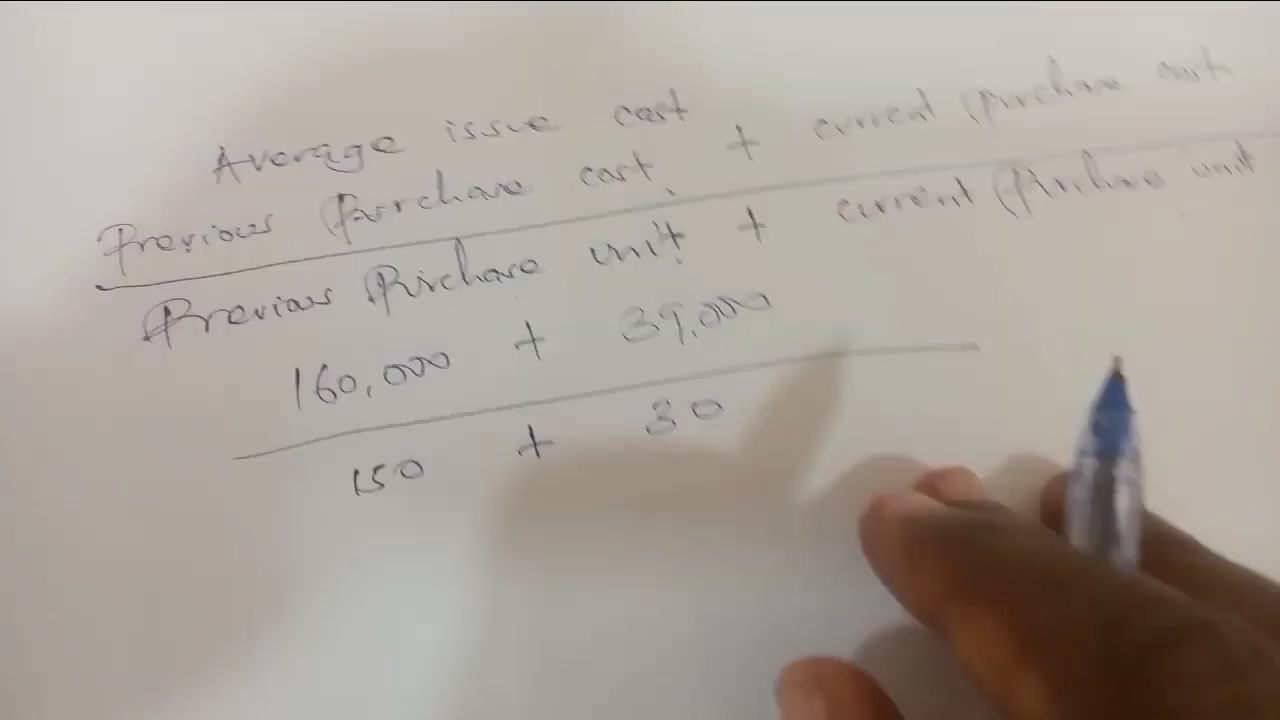 Average issue cost
Previous Purchase cost + current purchase cost
Previous Purchase unit + current Purchase unit
160,000 + 39,000
150 + 30